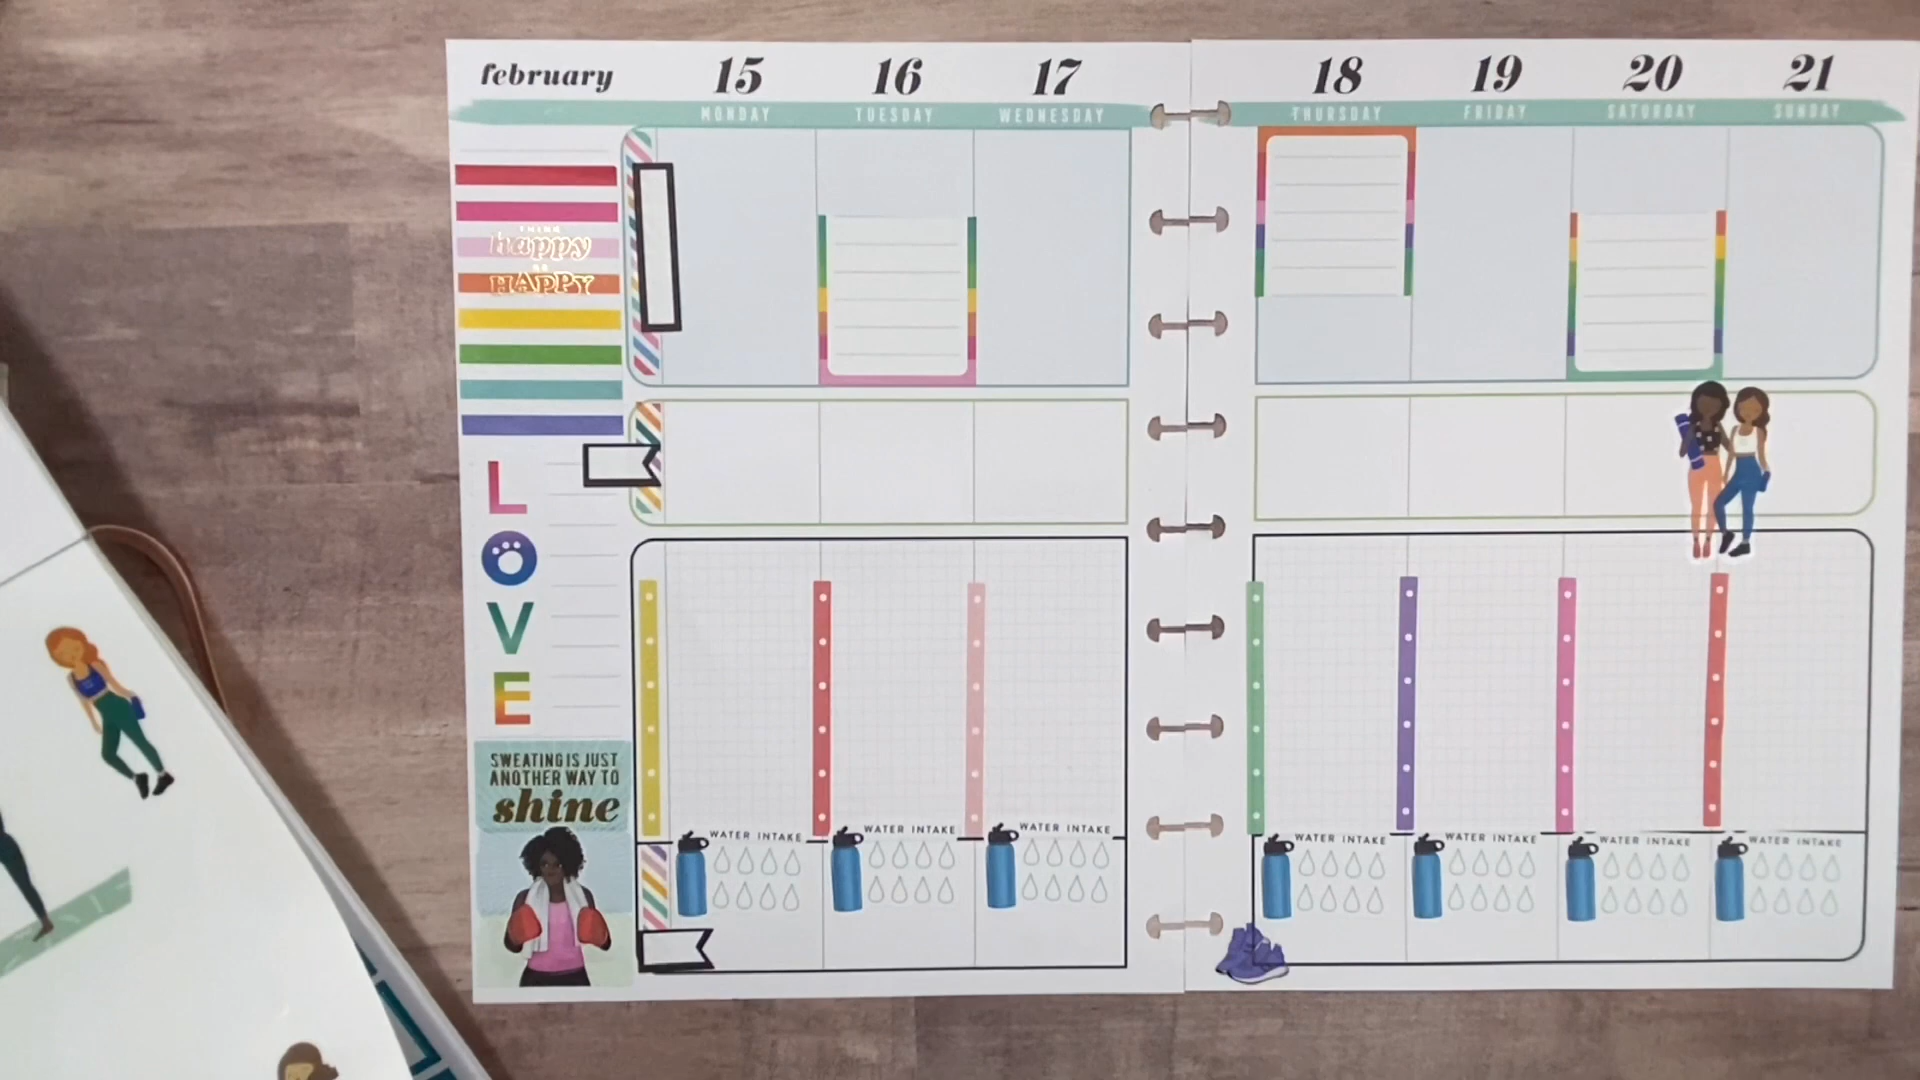 february
15
16
17
18
19
20
21
MONDAY
TUESDAY
WEDNESDAY
THURSDAY
FRIDAY
SATURDAY
SUNDAY
THINK
happy
BE
HAPPY
L
O
V
E
SWEATING IS JUST
ANOTHER WAY TO
shine
WATER INTAKE
WATER INTAKE
WATER INTAKE
WATER INTAKE
WATER INTAKE
WATER INTAKE
WATER INTAKE